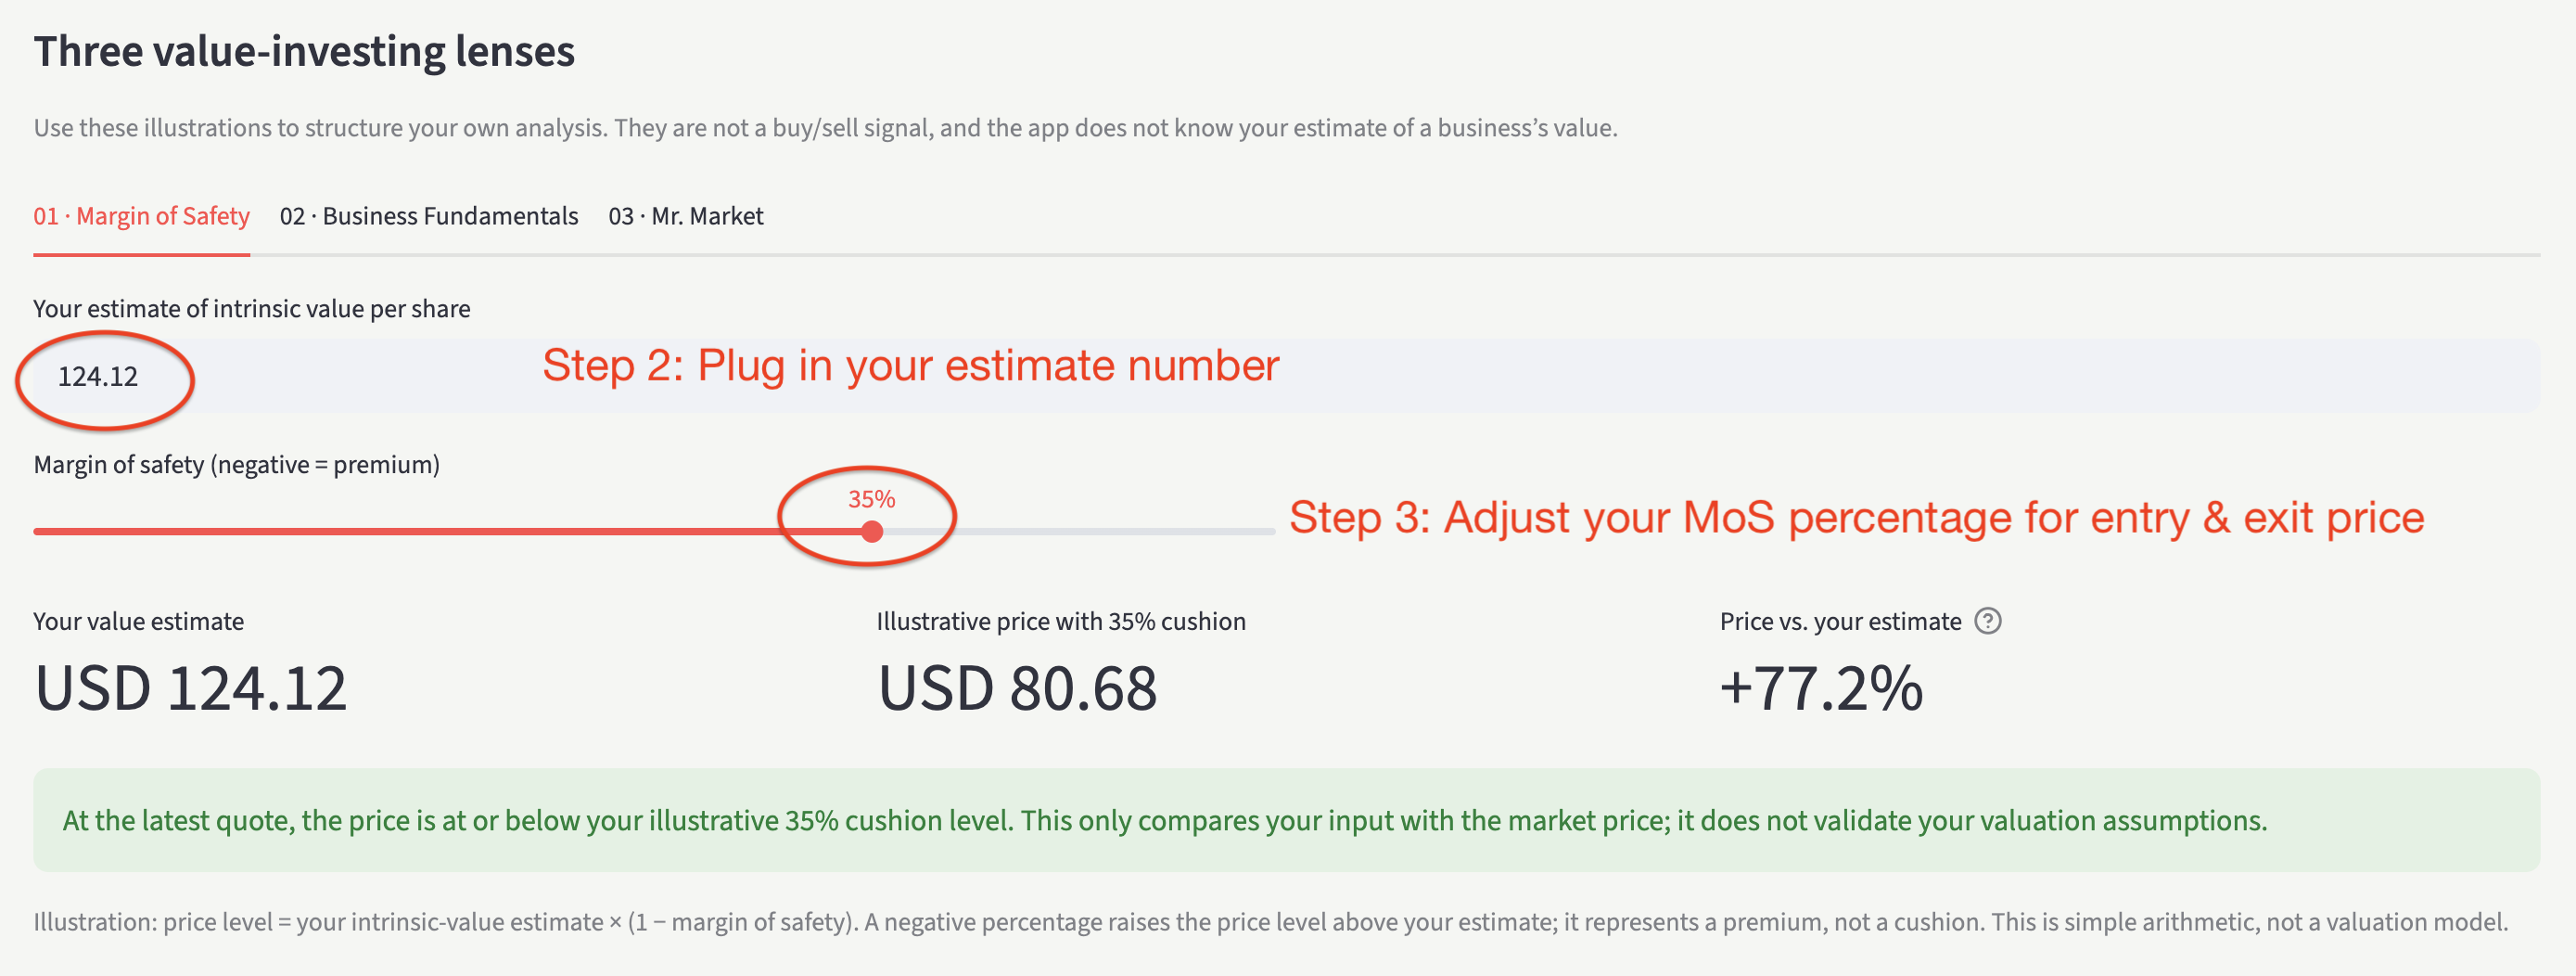 Three value-investing lenses
Use these illustrations to structure your own analysis. They are not a buy/sell signal, and the app does not know your estimate of a business’s value.
01 · Margin of Safety 02 · Business Fundamentals 03 · Mr. Market
Your estimate of intrinsic value per share
124.12 Step 2: Plug in your estimate number
Margin of safety (negative = premium)
35%
Step 3: Adjust your MoS percentage for entry & exit price
Your value estimate Illustrative price with 35% cushion Price vs. your estimate ?
USD 124.12 USD 80.68 +77.2%
At the latest quote, the price is at or below your illustrative 35% cushion level. This only compares your input with the market price; it does not validate your valuation assumptions.
Illustration: price level = your intrinsic-value estimate × (1 − margin of safety). A negative percentage raises the price level above your estimate; it represents a premium, not a cushion. This is simple arithmetic, not a valuation model.